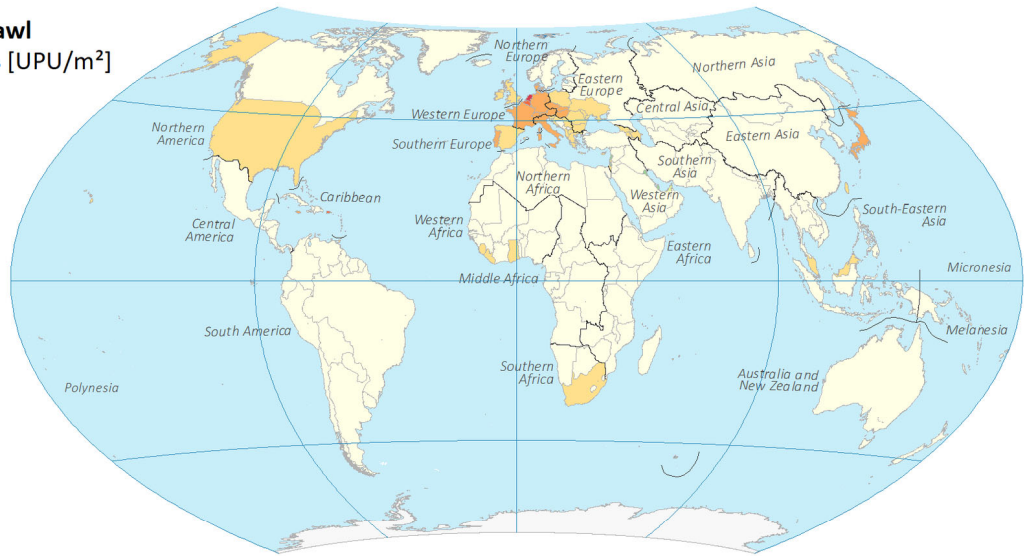 [UPU/m²]
Northern
Europe
Northern Asia
Eastern
Europe
Central Asia
Western Europe
Northern
America
Eastern Asia
Southern Europe
Southern
Asia
Northern
Africa
Caribbean
Western
Asia
Western
Africa
South-Eastern
Asia
Central
America
Eastern
Africa
Micronesia
Middle Africa
South America
Melanesia
Southern
Africa
Australia and
New Zealand
Polynesia